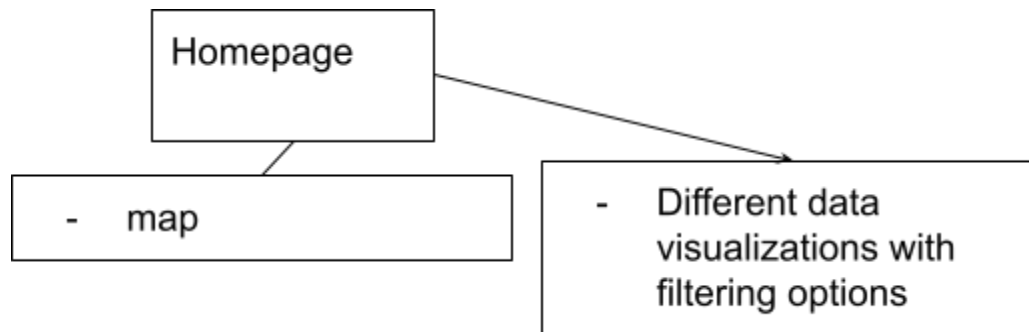 Homepage
- map
- Different data
visualizations with
filtering options